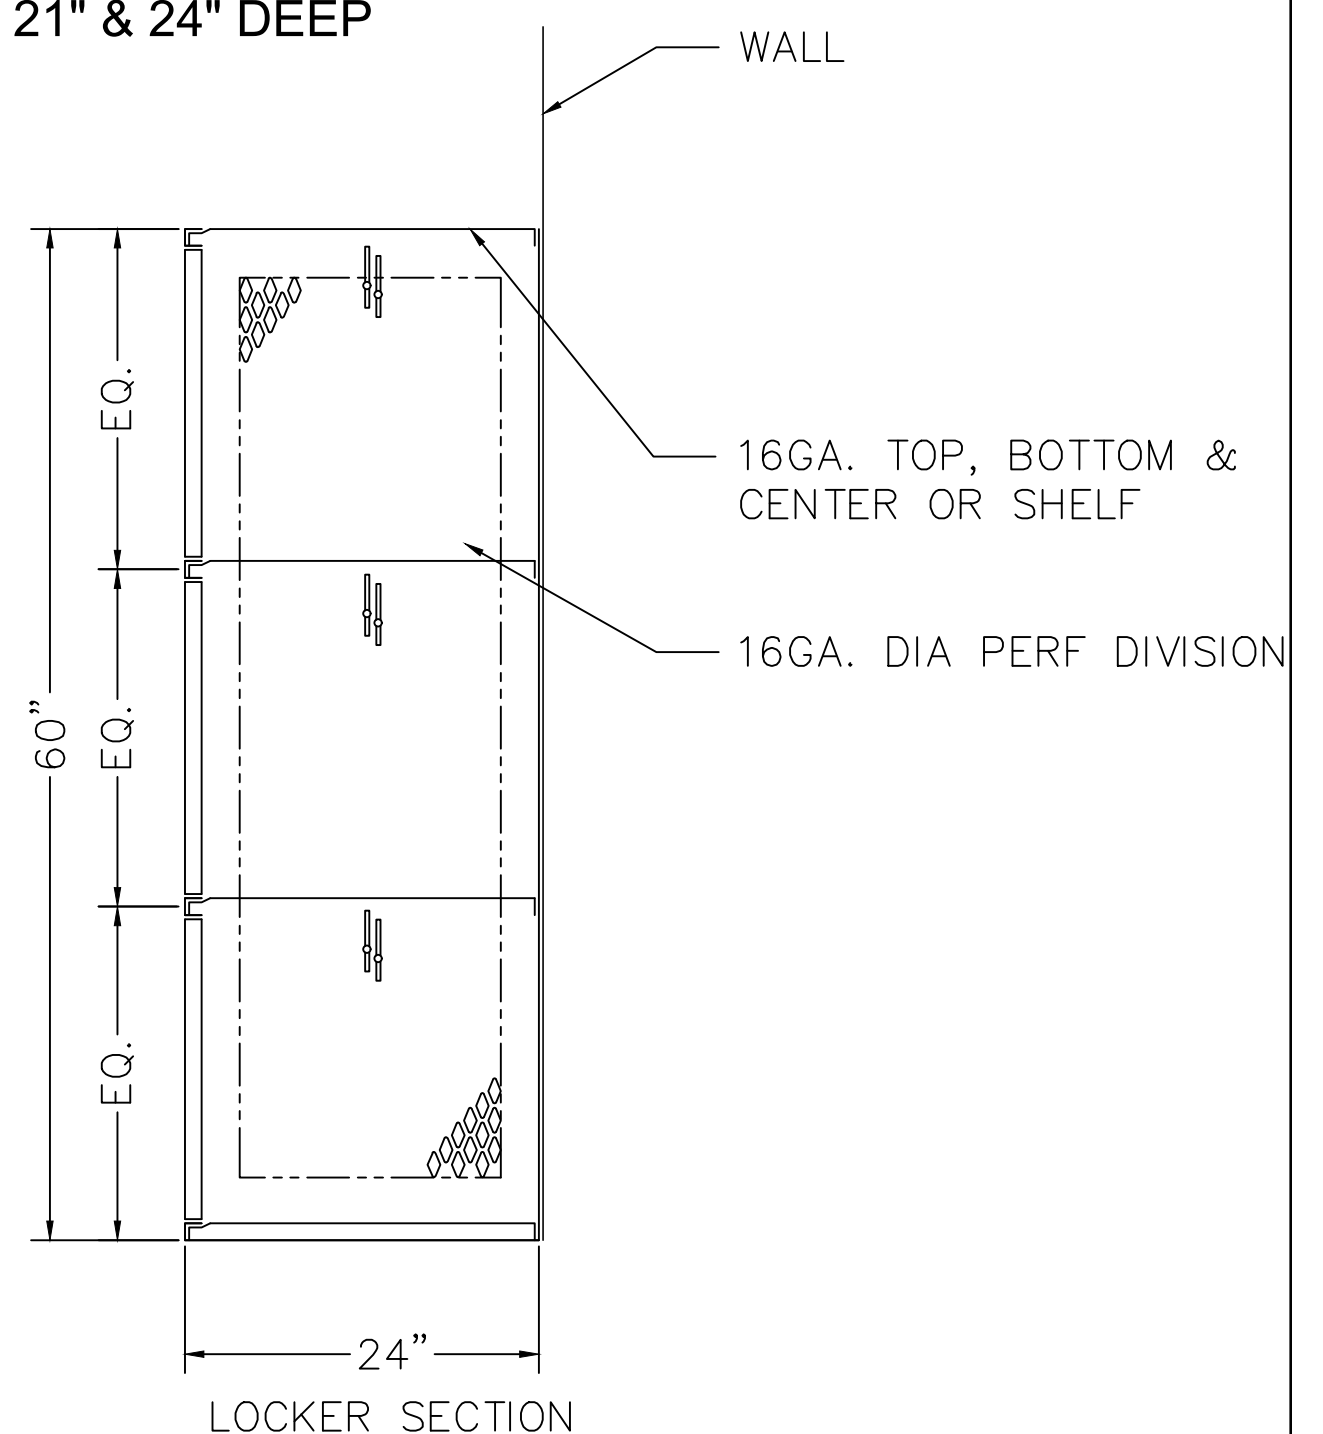 21" & 24" DEEP
WALL
EQ.
16GA. TOP, BOTTOM &
CENTER OR SHELF
16GA. DIA PERF DIVISION
60”
EQ.
EQ.
24”
LOCKER SECTION